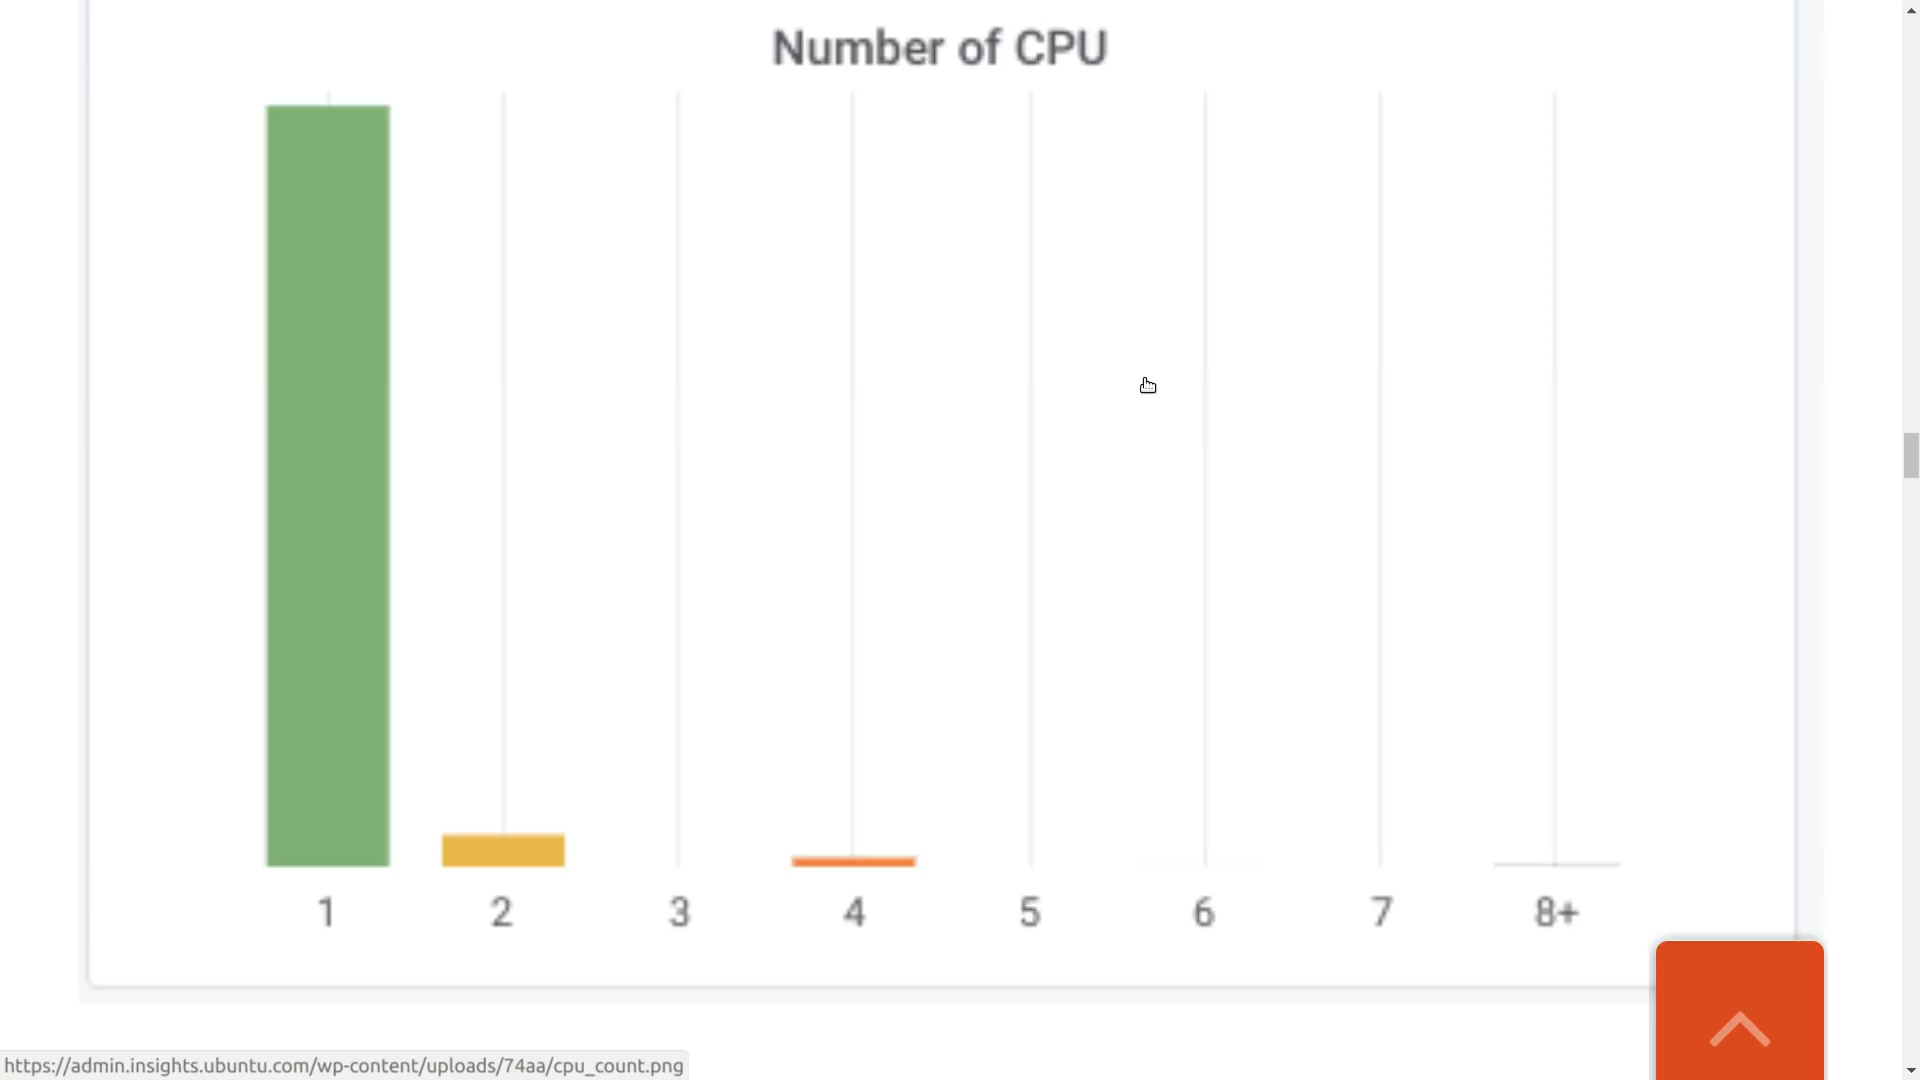 Number of CPU
1 2 3 4 5 6 7 8+
https://admin.insights.ubuntu.com/wp-content/uploads/74aa/cpu_count.png